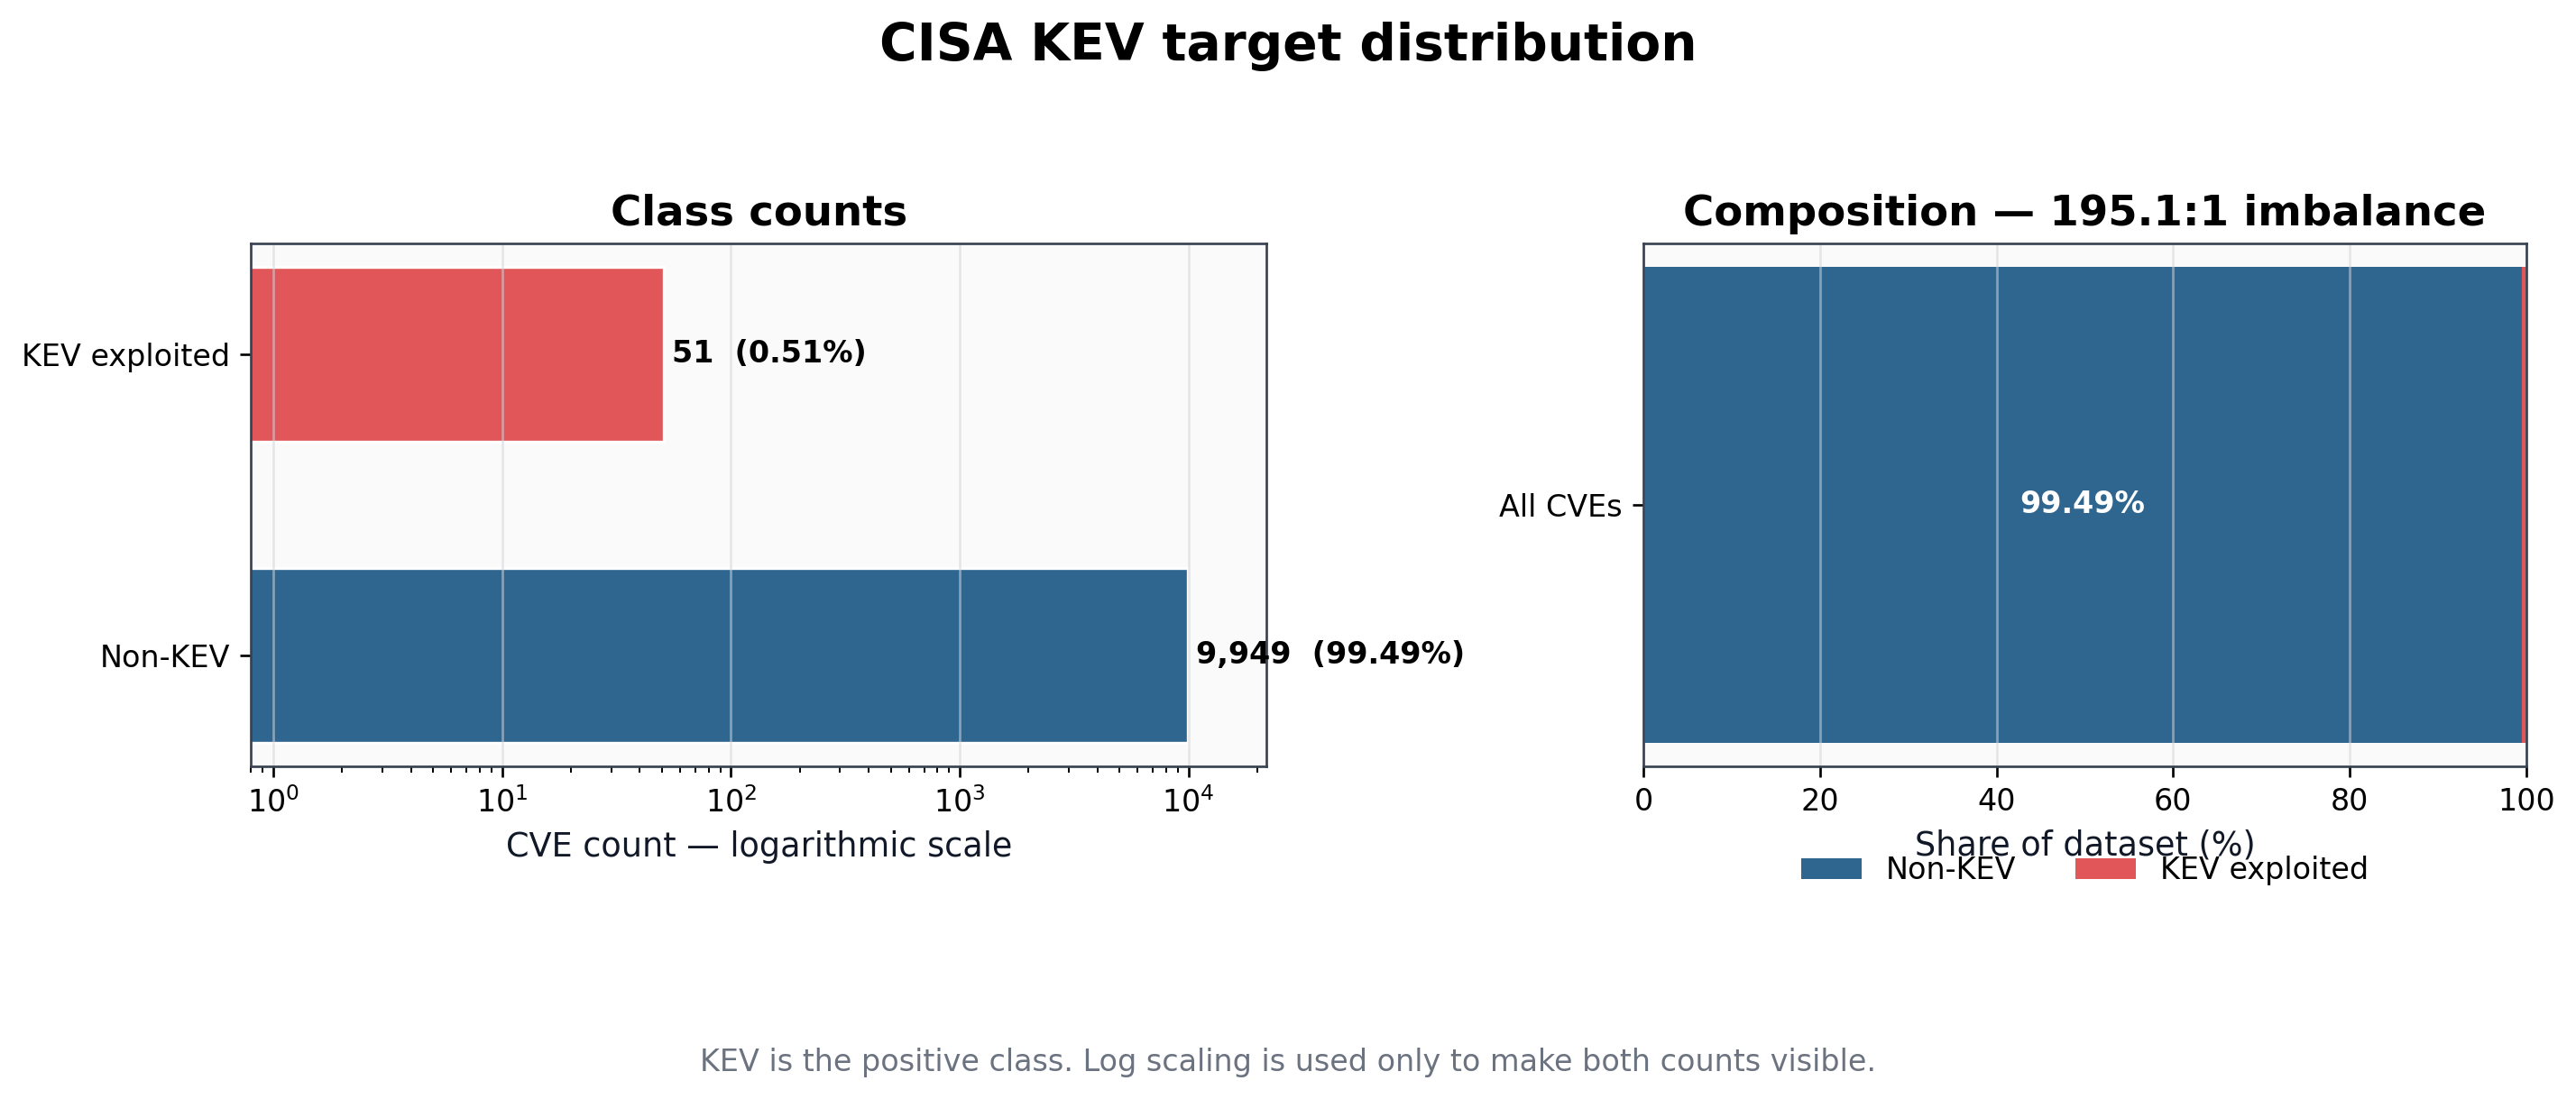 CISA KEV target distribution
Class counts
KEV exploited
51 (0.51%)
Non-KEV
9,949 (99.49%)
10⁰ 10¹ 10² 10³ 10⁴
CVE count — logarithmic scale
Composition — 195.1:1 imbalance
All CVEs
99.49%
0 20 40 60 80 100
Share of dataset (%)
Non-KEV KEV exploited
KEV is the positive class. Log scaling is used only to make both counts visible.